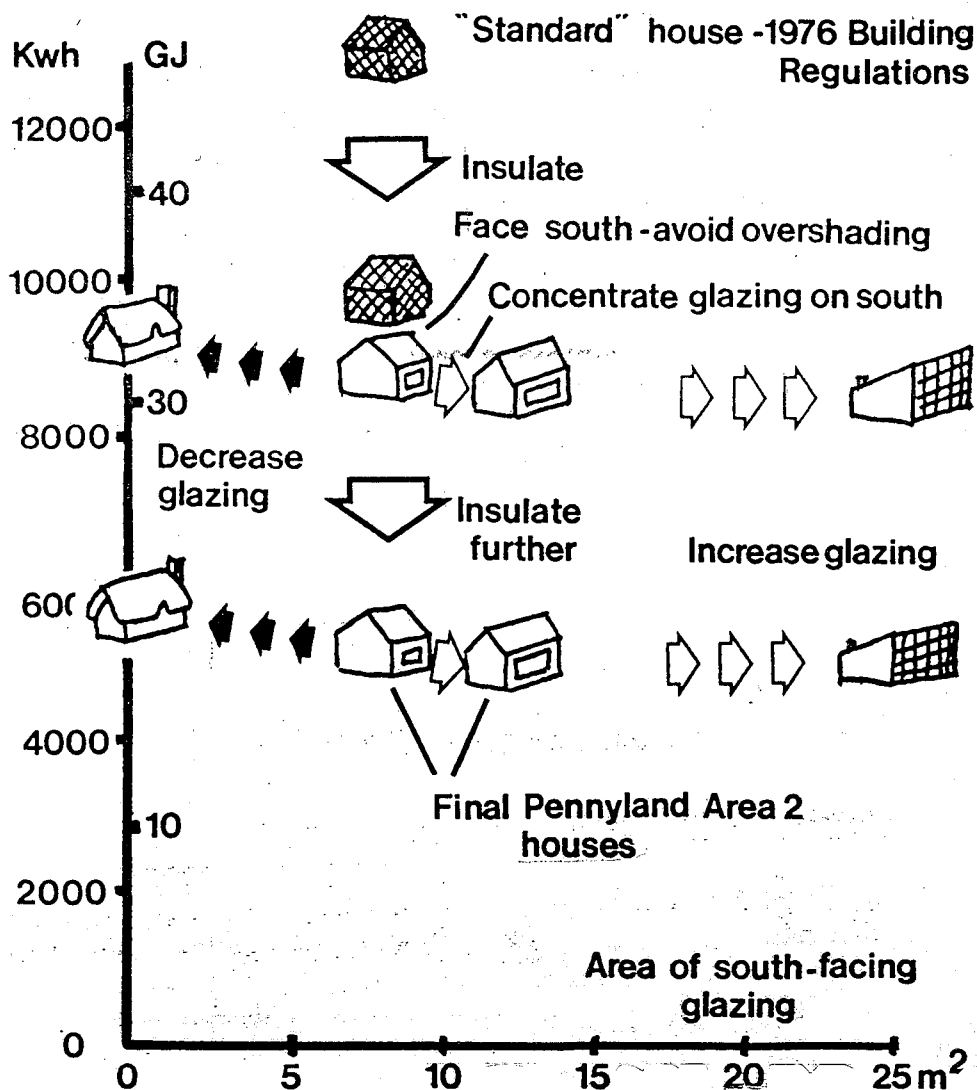 Kwh GJ
"Standard" house -1976 Building
Regulations
12000
Insulate
40
Face south -avoid overshading
10000
Concentrate glazing on south
30
8000
Decrease
glazing
Insulate
further
Increase glazing
600
4000
Final Pennyland Area 2
houses
10
2000
Area of south-facing
glazing
0
0 5 10 15 20 25 m²